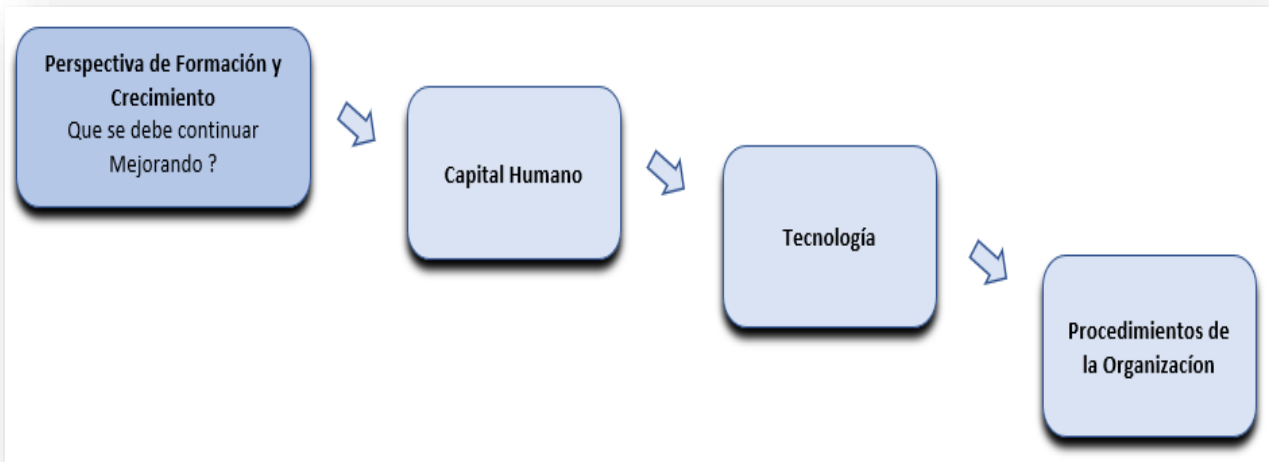 Perspectiva de Formación y
Crecimiento
Que se debe continuar
Mejorando ?
Capital Humano
Tecnología
Procedimientos de
la Organizacíon